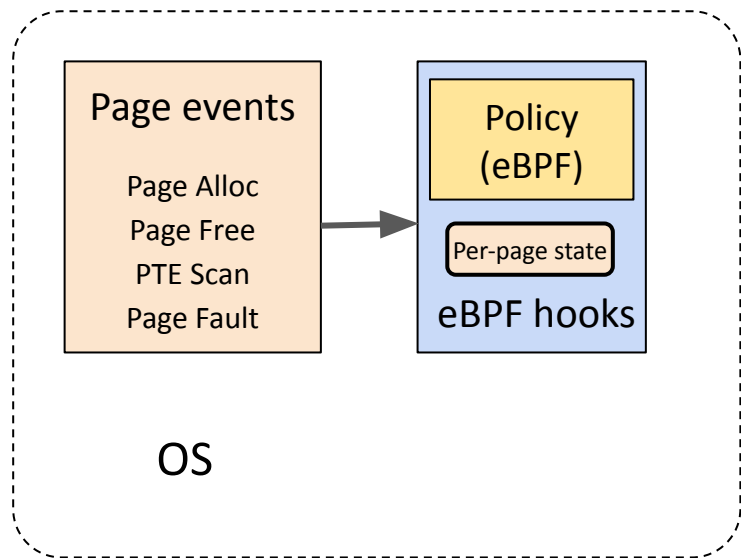 Page events
Page Alloc
Page Free
PTE Scan
Page Fault
Policy
(eBPF)
Per-page state
eBPF hooks
OS